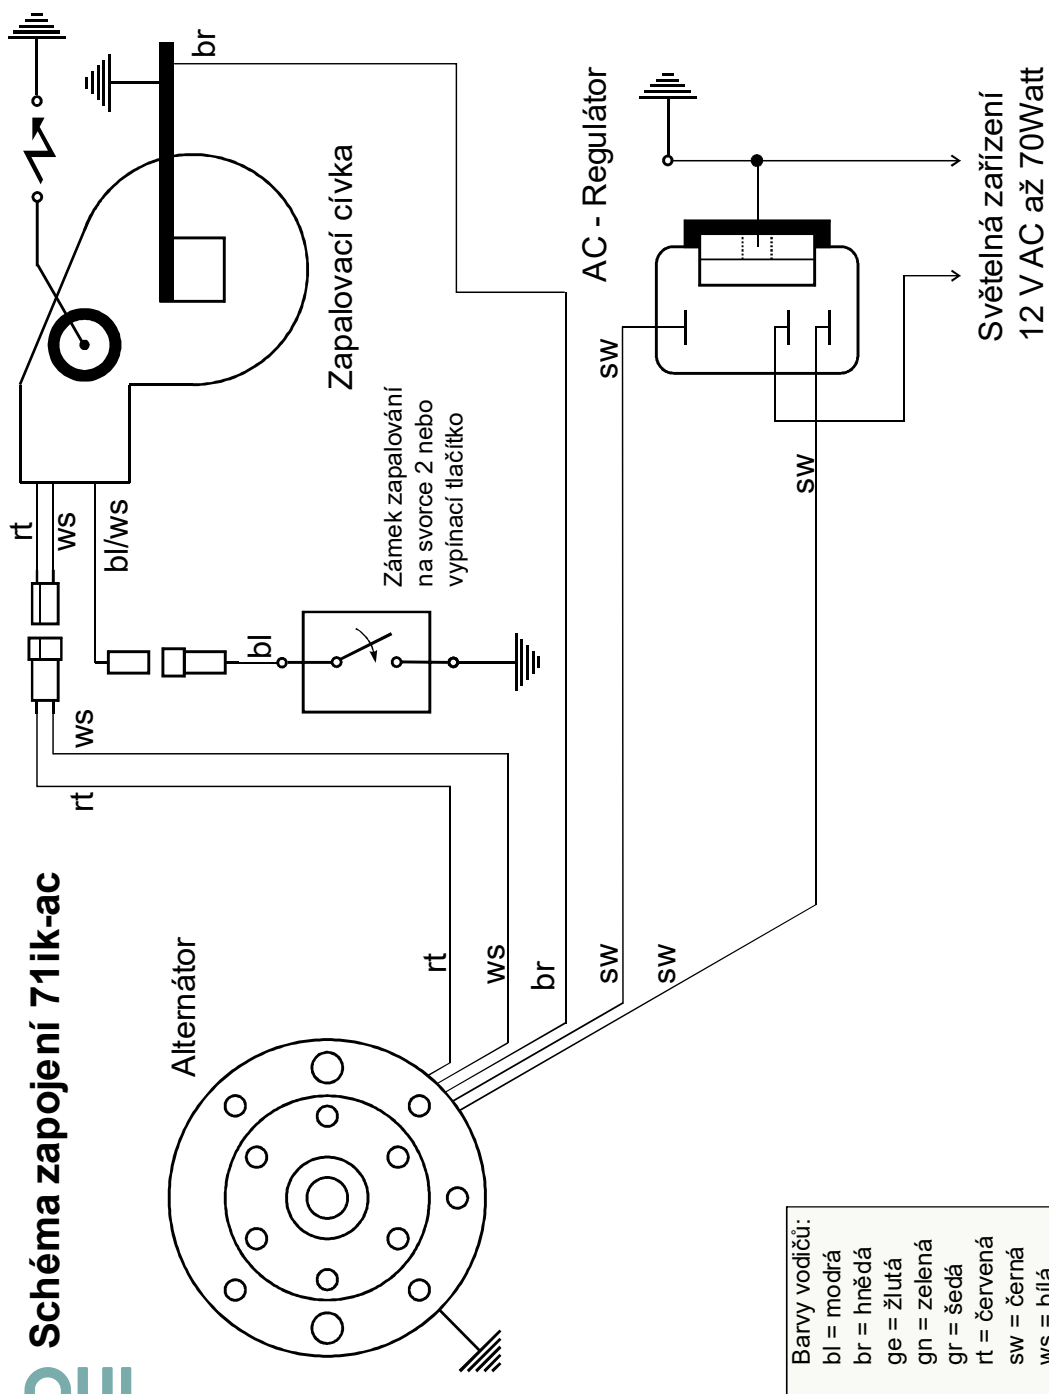 Schéma zapojení 71ik-ac
Alternátor
Zapalovací cívka
AC - Regulátor
Zámek zapalování
na svorce 2 nebo
vypínací tlačítko
Světelná zařízení
12 V AC až 70Watt
rt
ws
bl/ws
bl
br
rt
ws
rt
ws
br
sw
sw
sw
sw
Barvy vodičů:
bl = modrá
br = hnědá
ge = žlutá
gn = zelená
gr = šedá
rt = červená
sw = černá
ws = bílá